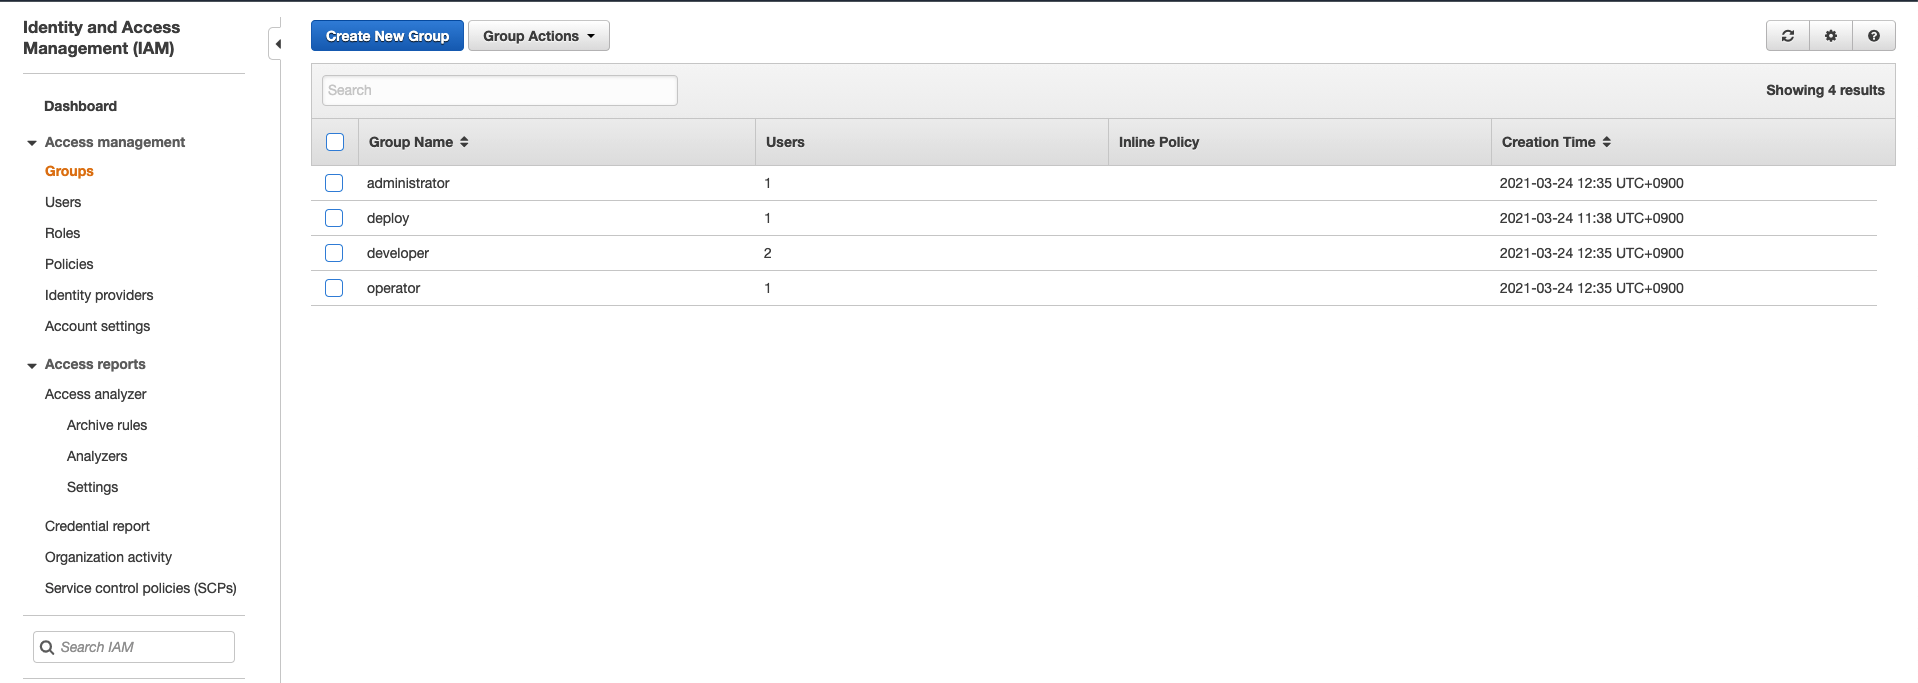 Identity and Access
Management (IAM)
Dashboard
Access management
Groups
Users
Roles
Policies
Identity providers
Account settings
Access reports
Access analyzer
Archive rules
Analyzers
Settings
Credential report
Organization activity
Service control policies (SCPs)
Search IAM
Create New Group Group Actions
Search Showing 4 results
Group Name Users Inline Policy Creation Time
administrator 1 2021-03-24 12:35 UTC+0900
deploy 1 2021-03-24 11:38 UTC+0900
developer 2 2021-03-24 12:35 UTC+0900
operator 1 2021-03-24 12:35 UTC+0900